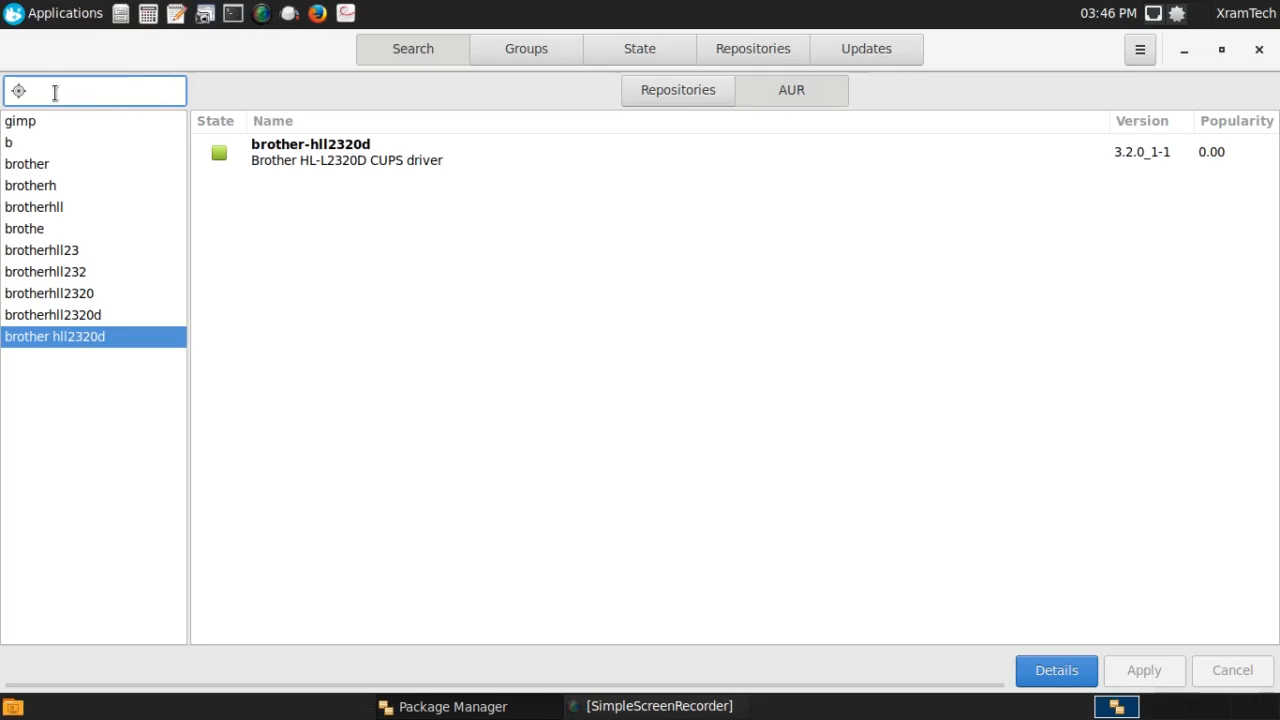 Applications
03:46 PM
XramTech
Search
Groups
State
Repositories
Updates
Repositories
AUR
gimp
b
brother
brotherh
brotherhll
brothe
brotherhll23
brotherhll232
brotherhll2320
brotherhll2320d
brother hll2320d
State
Name
Version
Popularity
brother-hll2320d
Brother HL-L2320D CUPS driver
3.2.0_1-1
0.00
Details
Apply
Cancel
Package Manager
[SimpleScreenRecorder]